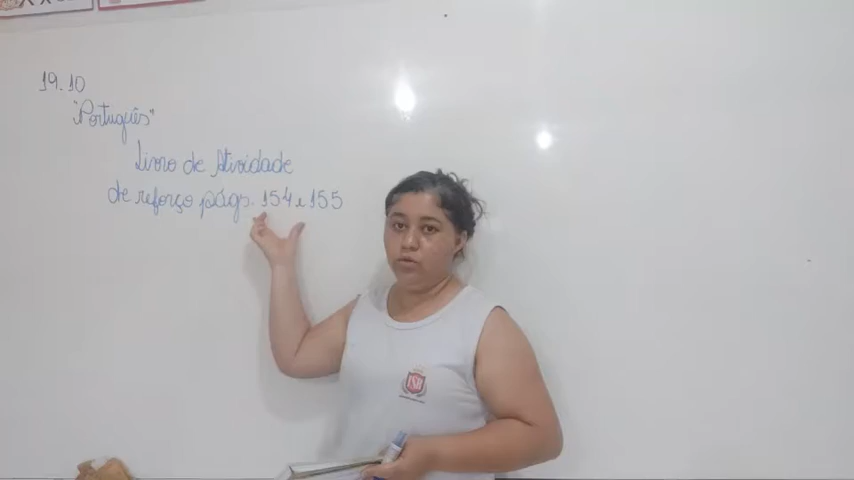 19.10
"Português"
Livro de Atividade
de reforço págs. 154 e 155